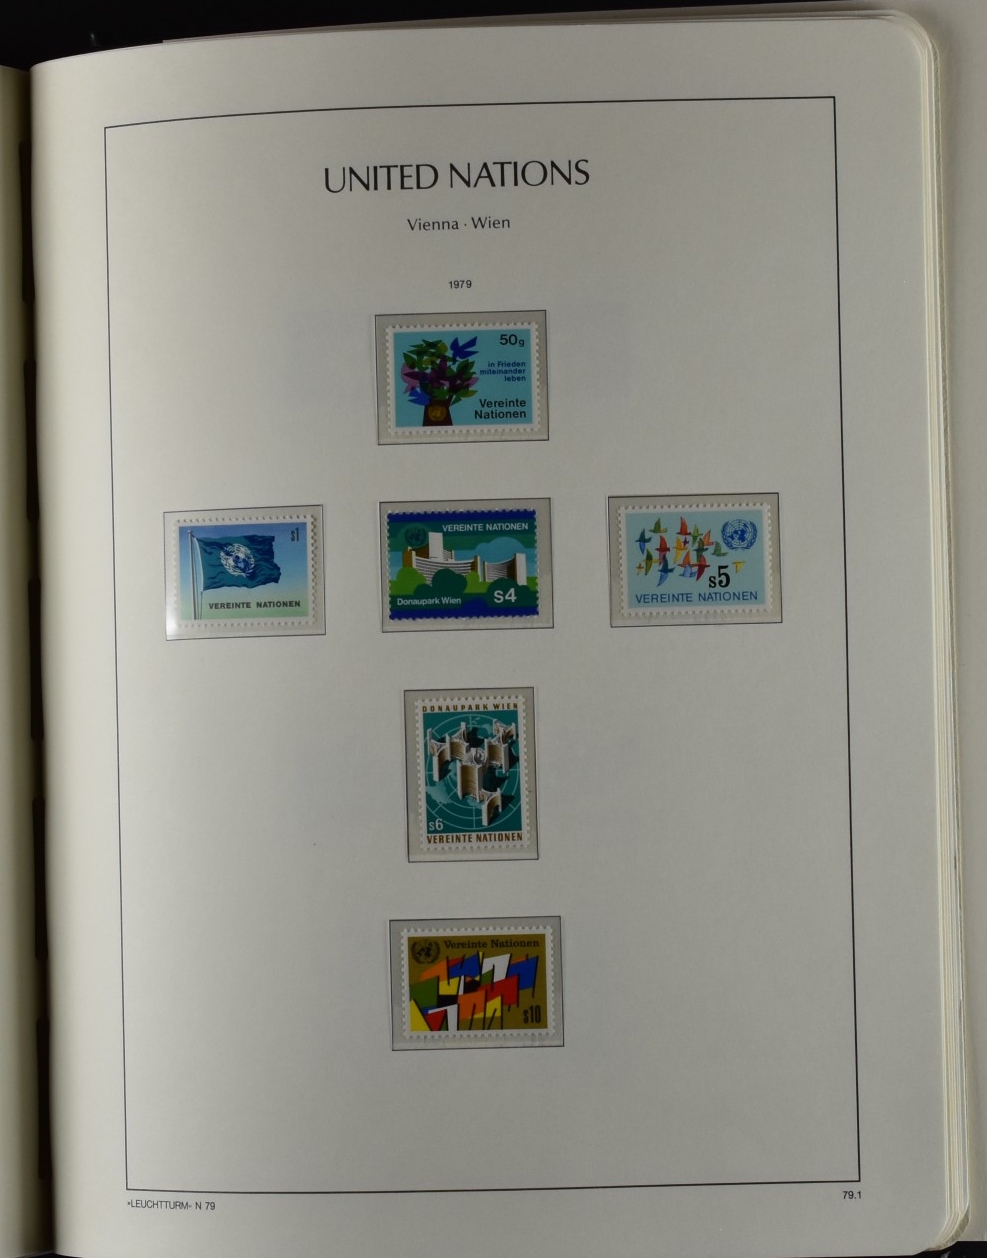 UNITED NATIONS
Vienna · Wien
1979
50g
in Frieden
miteinander
leben
Vereinte
Nationen
s1
VEREINTE NATIONEN
VEREINTE NATIONEN
Donaupark Wien
s4
s5
VEREINTE NATIONEN
DONAUPARK WIEN
s6
VEREINTE NATIONEN
Vereinte Nationen
s10
»LEUCHTTURM« N 79
79.1